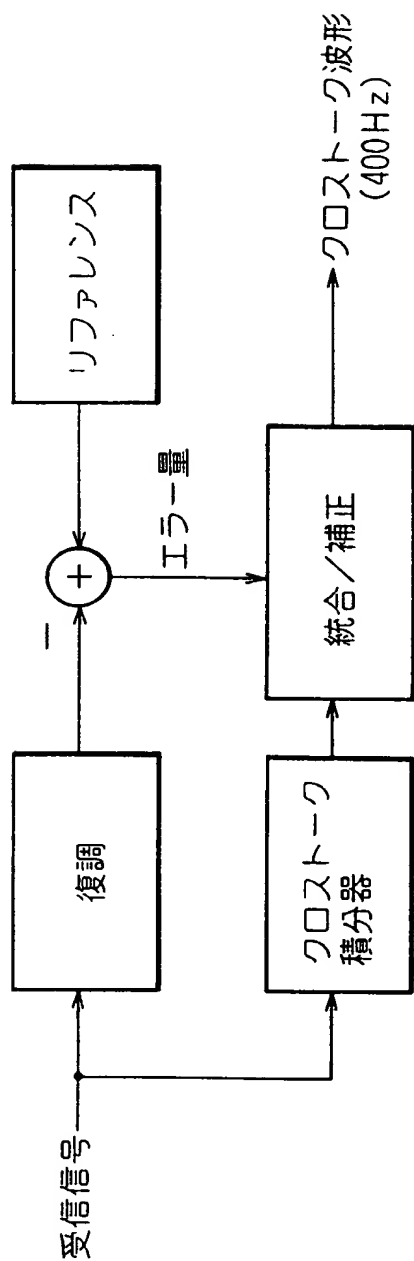 受信信号
復調
−
+
リファレンス
エラー量
クロストーク
積分器
統合／補正
クロストーク波形
(400Hz)